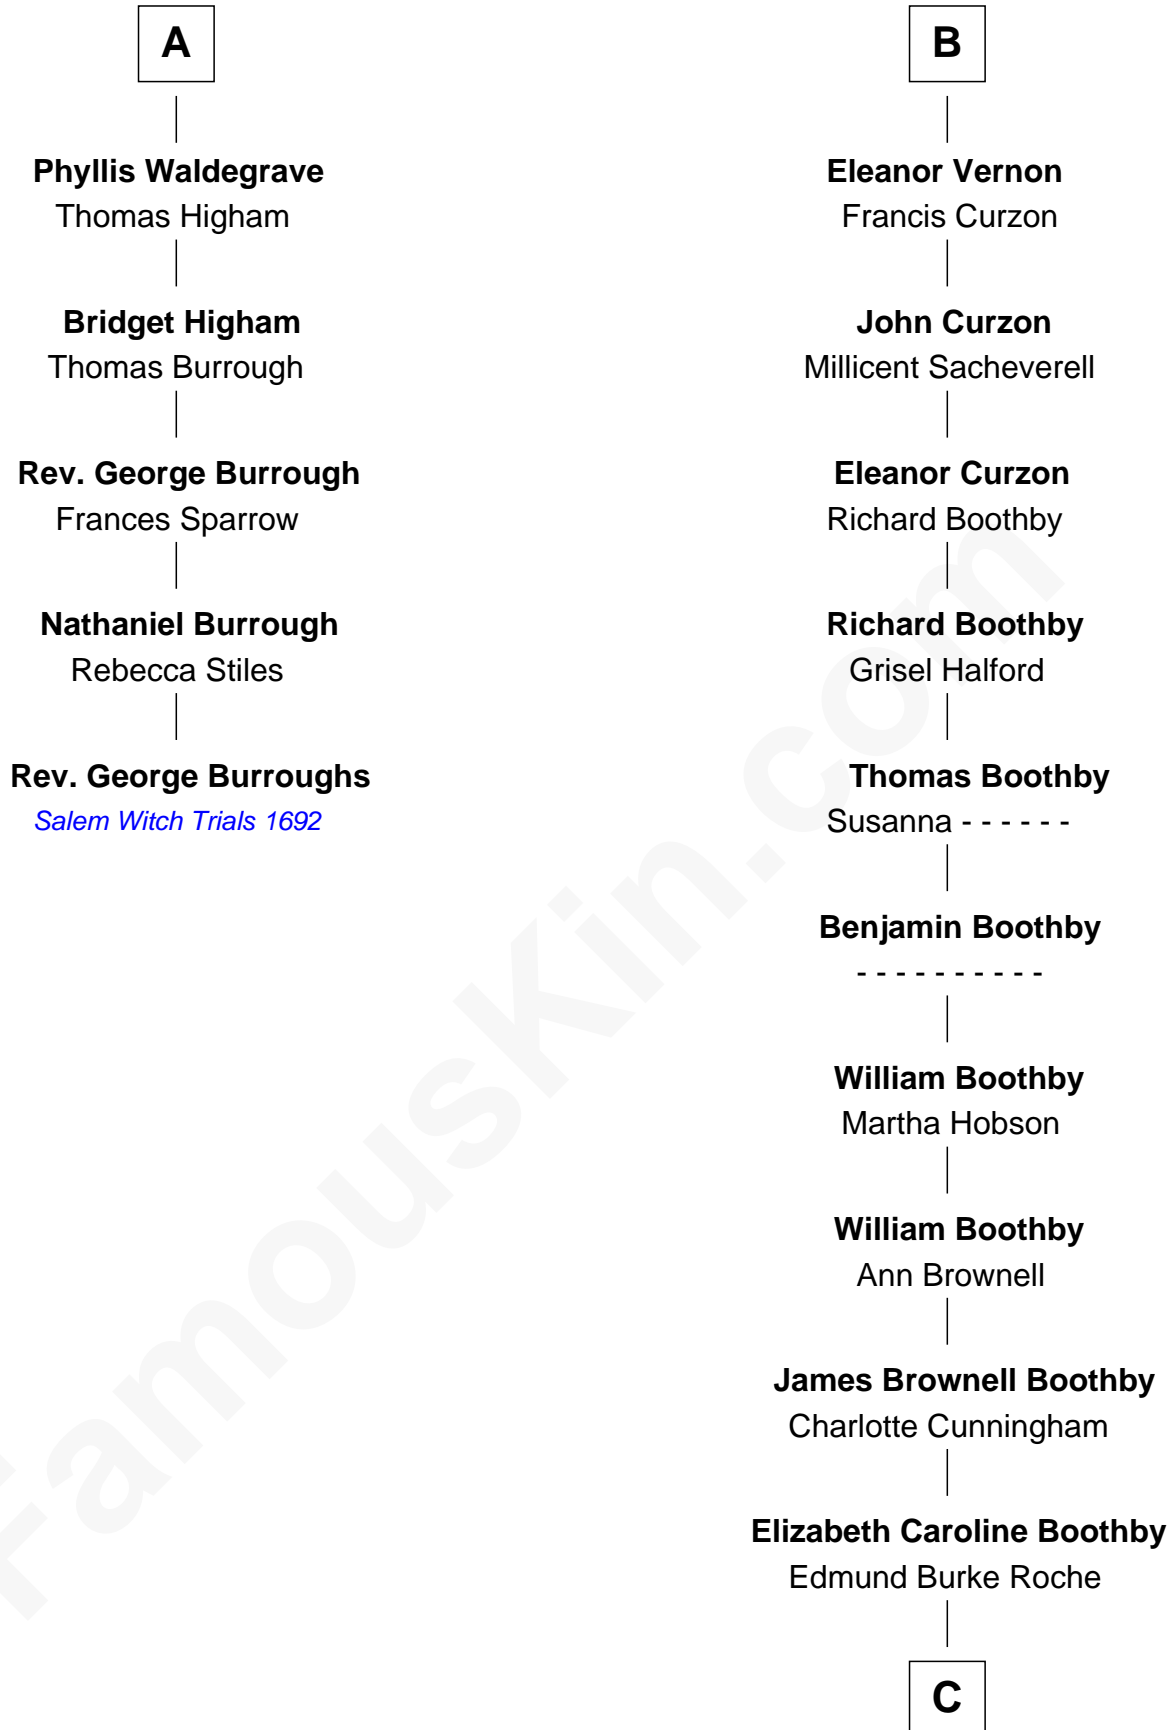 A
Phyllis Waldegrave
Thomas Higham
Bridget Higham
Thomas Burrough
Rev. George Burrough
Frances Sparrow
Nathaniel Burrough
Rebecca Stiles
Rev. George Burroughs
Salem Witch Trials 1692
B
Eleanor Vernon
Francis Curzon
John Curzon
Millicent Sacheverell
Eleanor Curzon
Richard Boothby
Richard Boothby
Grisel Halford
Thomas Boothby
Susanna - - - - - -
Benjamin Boothby
- - - - - - - - - -
William Boothby
Martha Hobson
William Boothby
Ann Brownell
James Brownell Boothby
Charlotte Cunningham
Elizabeth Caroline Boothby
Edmund Burke Roche
C
FamousKin.com